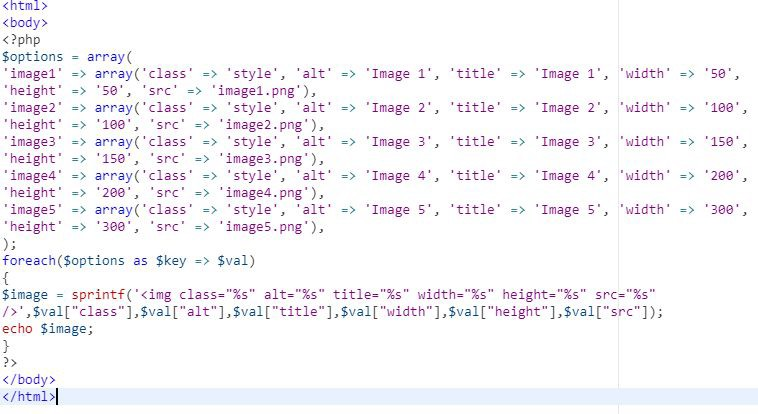 <html>
<body>
<?php
$options = array(
'image1' => array('class' => 'style', 'alt' => 'Image 1', 'title' => 'Image 1', 'width' => '50',
'height' => '50', 'src' => 'image1.png'),
'image2' => array('class' => 'style', 'alt' => 'Image 2', 'title' => 'Image 2', 'width' => '100',
'height' => '100', 'src' => 'image2.png'),
'image3' => array('class' => 'style', 'alt' => 'Image 3', 'title' => 'Image 3', 'width' => '150',
'height' => '150', 'src' => 'image3.png'),
'image4' => array('class' => 'style', 'alt' => 'Image 4', 'title' => 'Image 4', 'width' => '200',
'height' => '200', 'src' => 'image4.png'),
'image5' => array('class' => 'style', 'alt' => 'Image 5', 'title' => 'Image 5', 'width' => '300',
'height' => '300', 'src' => 'image5.png'),
);
foreach($options as $key => $val)
{
$image = sprintf('<img class="%s" alt="%s" title="%s" width="%s" height="%s" src="%s"
/>',$val["class"],$val["alt"],$val["title"],$val["width"],$val["height"],$val["src"]);
echo $image;
}
?>
</body>
</html>